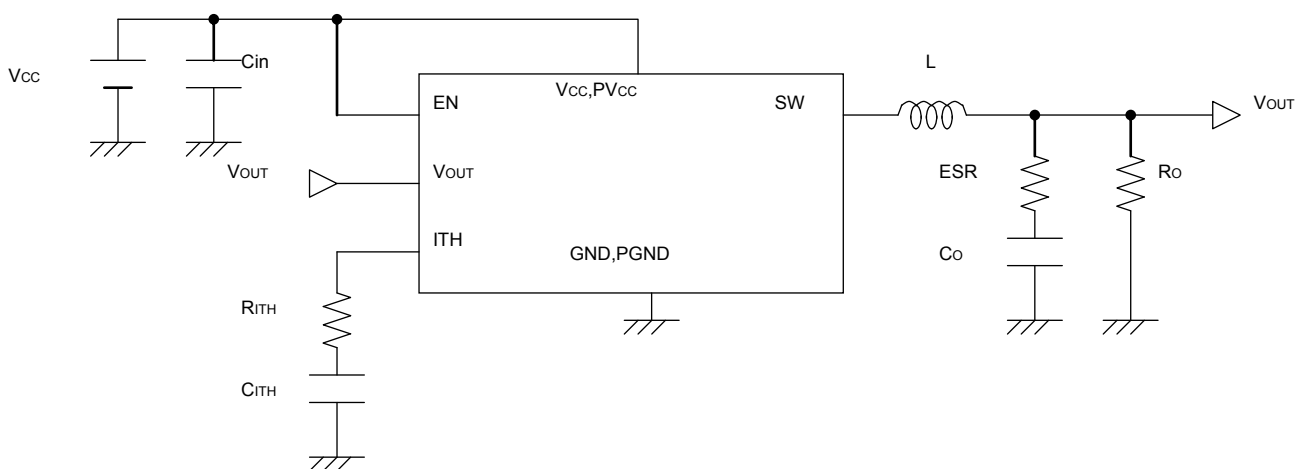 VCC
Cin
VCC,PVCC
L
EN
SW
VOUT
VOUT
VOUT
ESR
RO
ITH
GND,PGND
CO
RITH
CITH